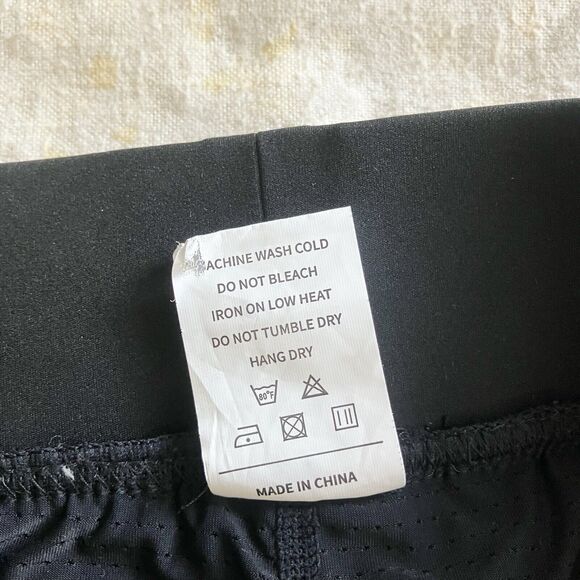 ACHINE WASH COLD
DO NOT BLEACH
IRON ON LOW HEAT
DO NOT TUMBLE DRY
HANG DRY
80°F
MADE IN CHINA